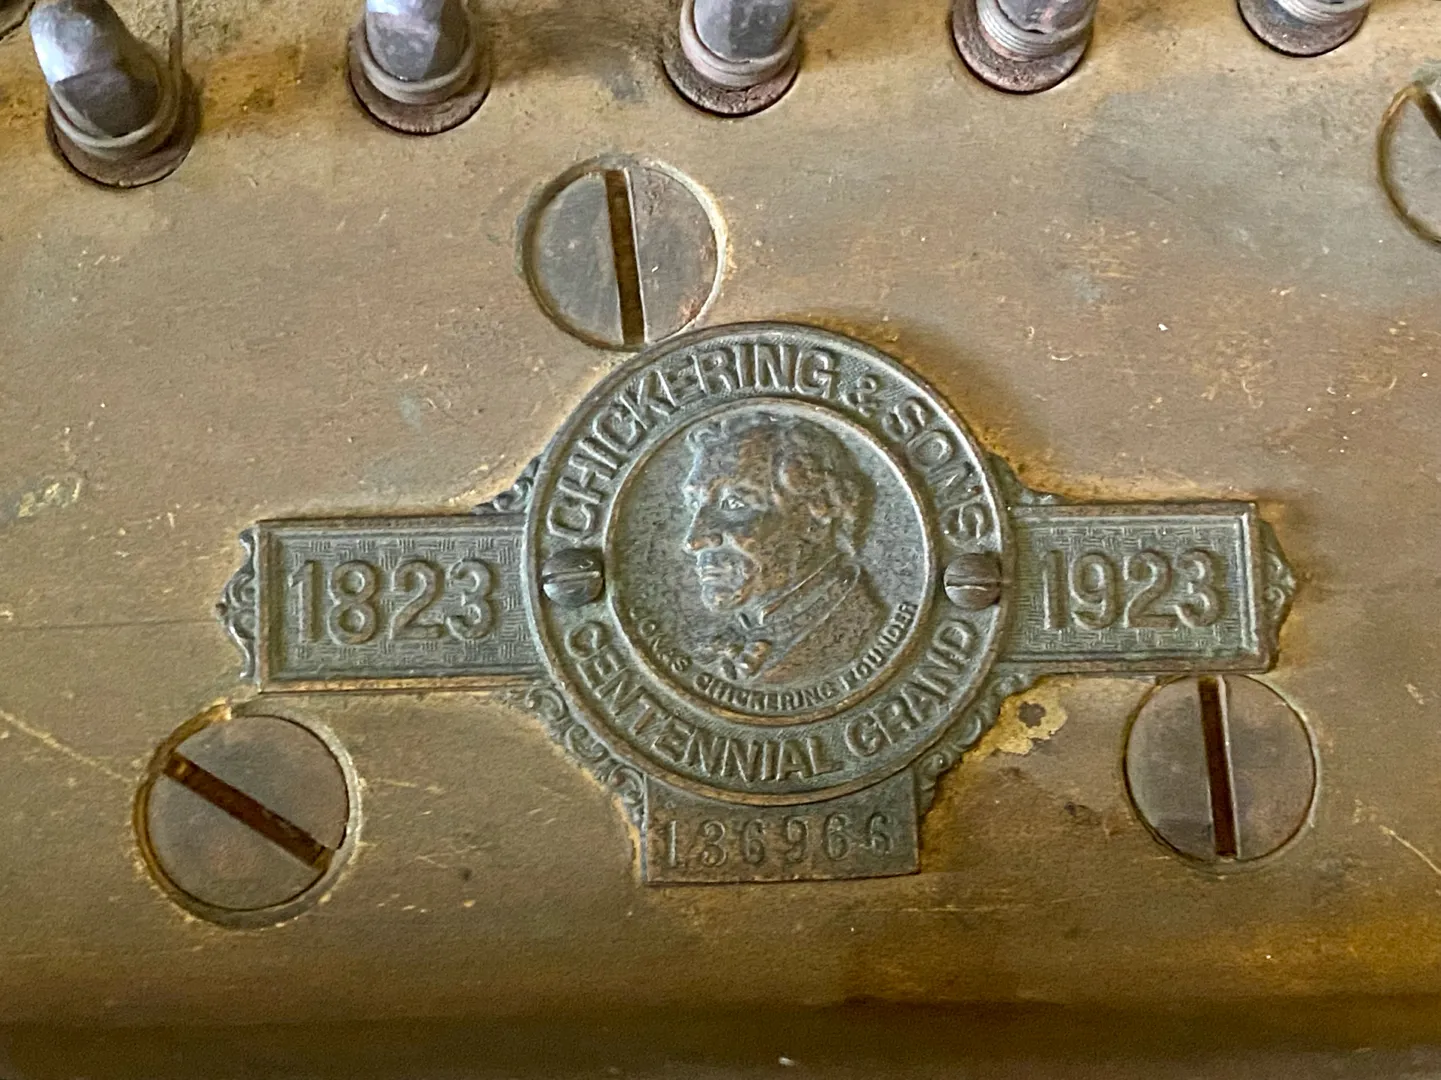 CHICKERING & SONS
1823
1923
JONAS CHICKERING FOUNDER
CENTENNIAL GRAND
136966